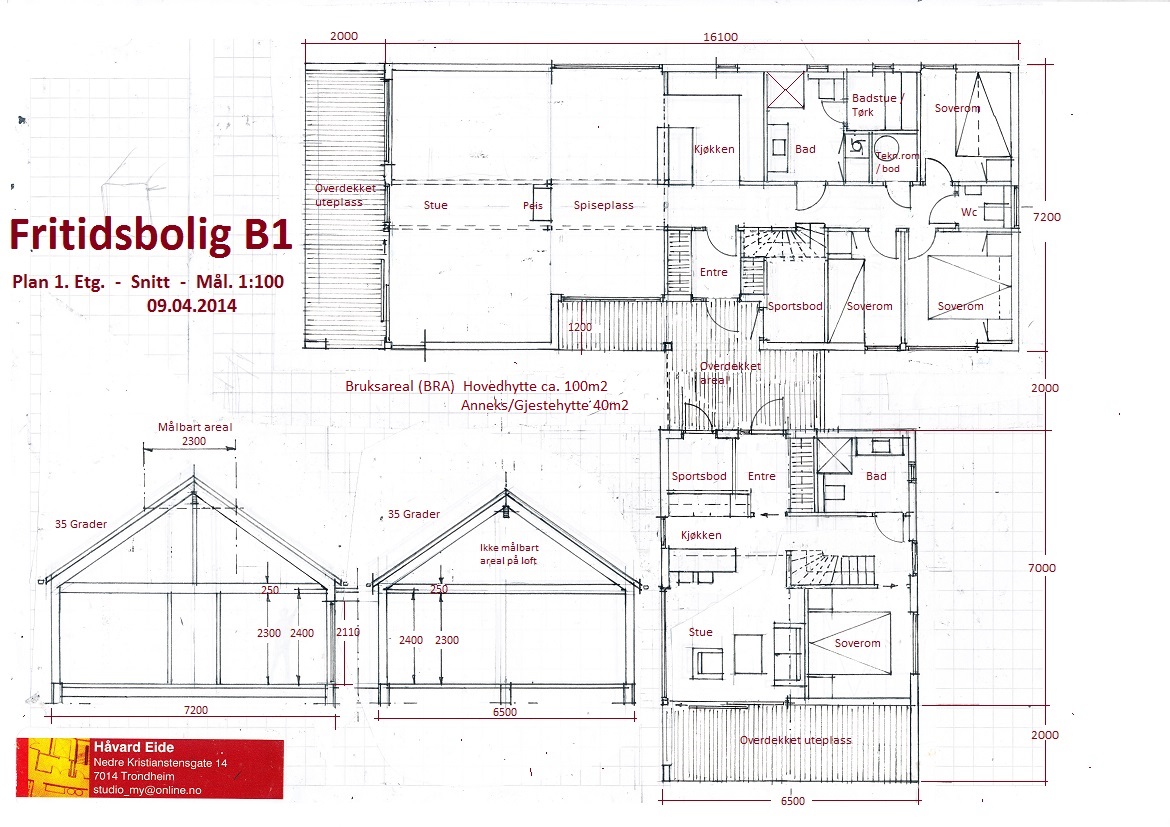 2000
16100
Badstue /
Tørk
Soverom
Kjøkken
Bad
Tekn.rom
/ bod
Overdekket
uteplass
Stue
Peis
Spiseplass
Wc
7200
Fritidsbolig B1
Plan 1. Etg. - Snitt - Mål. 1:100
09.04.2014
Entre
Sportsbod
Soverom
Soverom
1200
Overdekket
areal
2000
Bruksareal (BRA) Hovedhytte ca. 100m2
Anneks/Gjestehytte 40m2
Målbart areal
2300
35 Grader
35 Grader
Ikke målbart
areal på loft
250
250
2300
2400
2110
2400
2300
7200
6500
Sportsbod
Entre
Bad
Kjøkken
7000
Stue
Soverom
Overdekket uteplass
2000
6500
Håvard Eide
Nedre Kristianstensgate 14
7014 Trondheim
studio_my@online.no